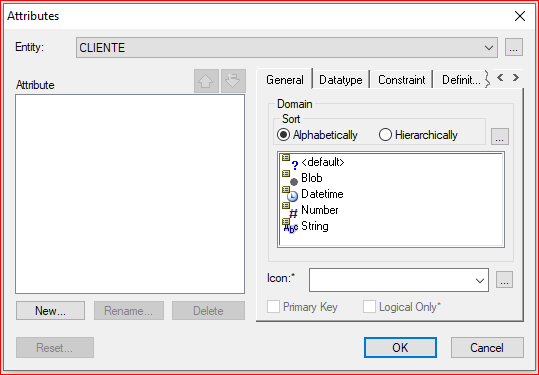 Attributes
Entity:
CLIENTE
...
Attribute
General
Datatype
Constraint
Definit...
Domain
Sort
Alphabetically
Hierarchically
...
<default>
Blob
Datetime
Number
String
Icon:*
...
Primary Key
Logical Only*
New...
Rename...
Delete
Reset...
OK
Cancel